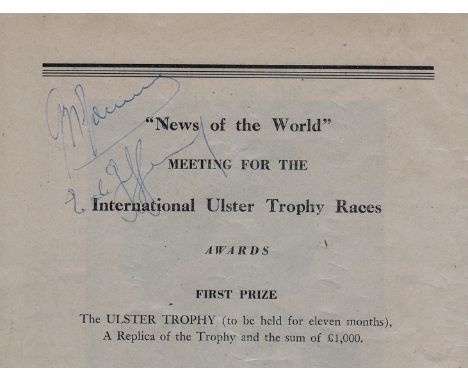 "News of the World"
MEETING FOR THE
International Ulster Trophy Races
AWARDS
FIRST PRIZE
The ULSTER TROPHY (to be held for eleven months),
A Replica of the Trophy and the sum of £1,000.